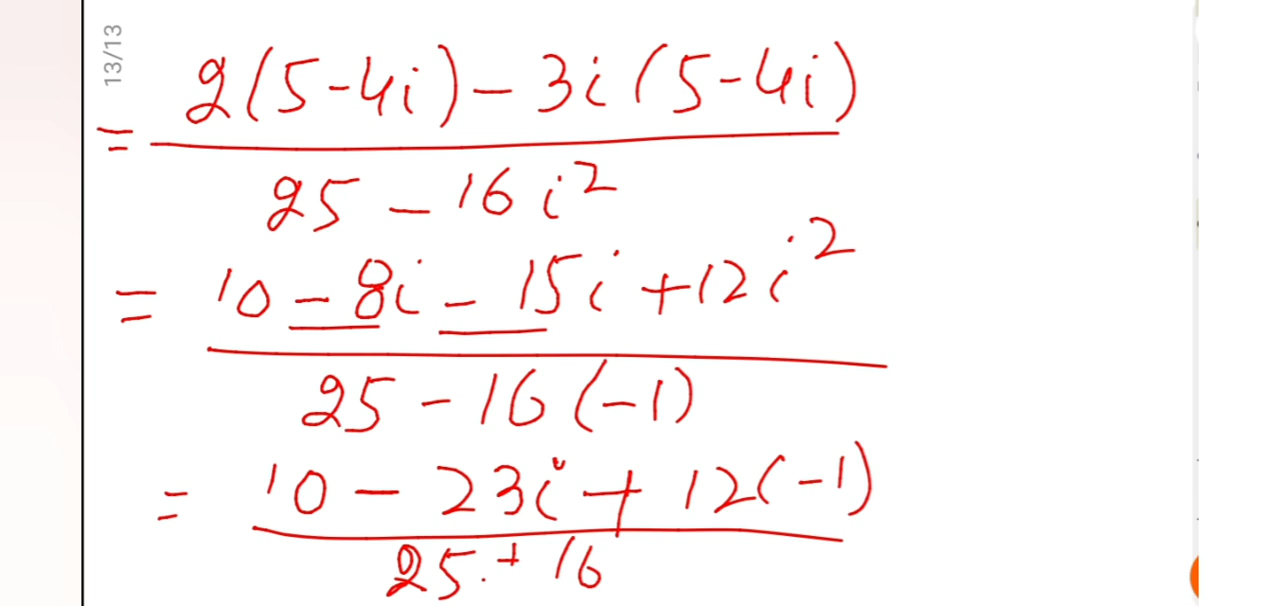 13/13
2(5-4i) - 3i(5-4i)
=
25 - 16i²
= 10 - 8i - 15i + 12i²
25 - 16(-1)
= 10 - 23i + 12(-1)
25 + 16